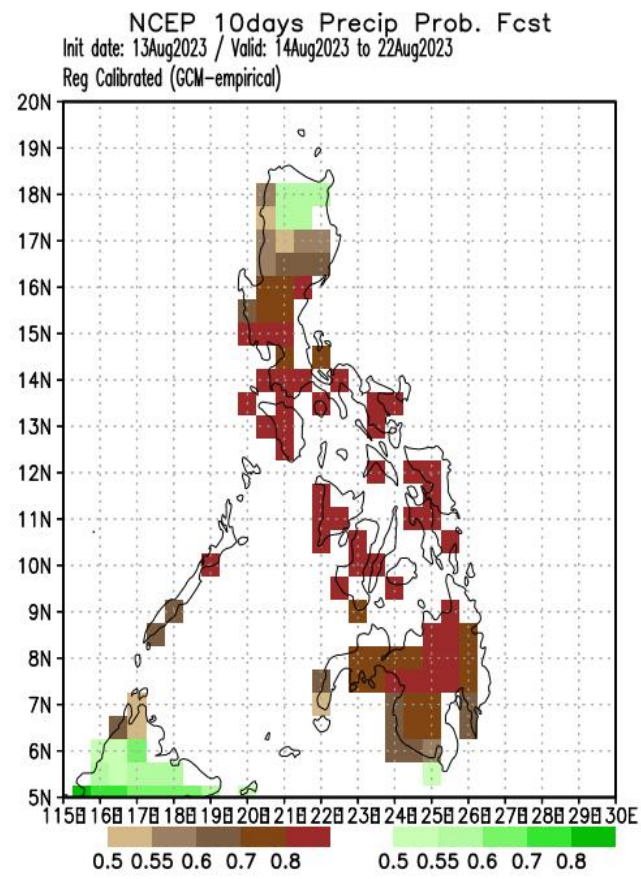 NCEP 10days Precip Prob. Fcst
Init date: 13Aug2023 / Valid: 14Aug2023 to 22Aug2023
Reg Calibrated (GCM-empirical)
20N
19N
18N
17N
16N
15N
14N
13N
12N
11N
10N
9N
8N
7N
6N
5N
115E 116E 117E 118E 119E 120E 121E 122E 123E 124E 125E 126E 127E 128E 129E 130E
0.5 0.55 0.6 0.7 0.8 0.5 0.55 0.6 0.7 0.8